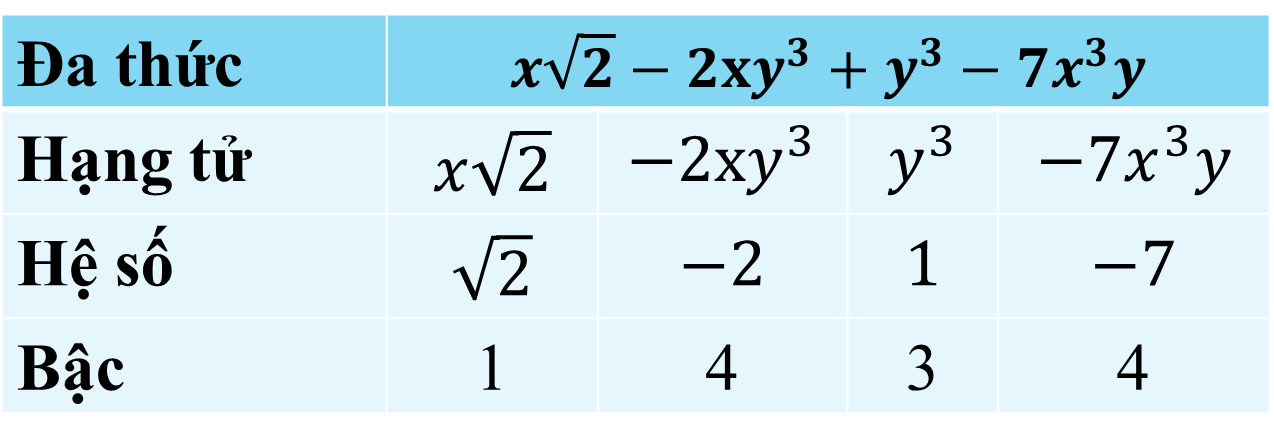 Đa thức x√2 − 2xy³ + y³ − 7x³y
Hạng tử x√2 −2xy³ y³ −7x³y
Hệ số √2 −2 1 −7
Bậc 1 4 3 4